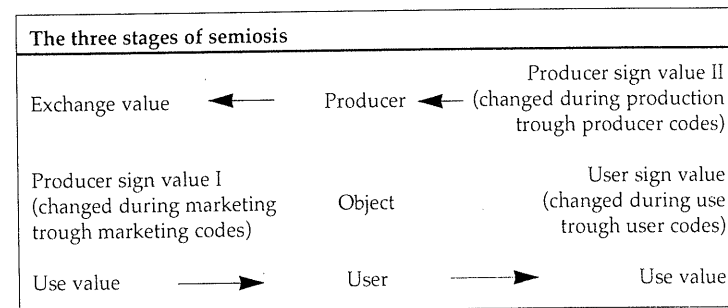 The three stages of semiosis
Producer sign value II
Exchange value Producer (changed during production
trough producer codes)
Producer sign value I User sign value
(changed during marketing Object (changed during use
trough marketing codes) trough user codes)
Use value User Use value